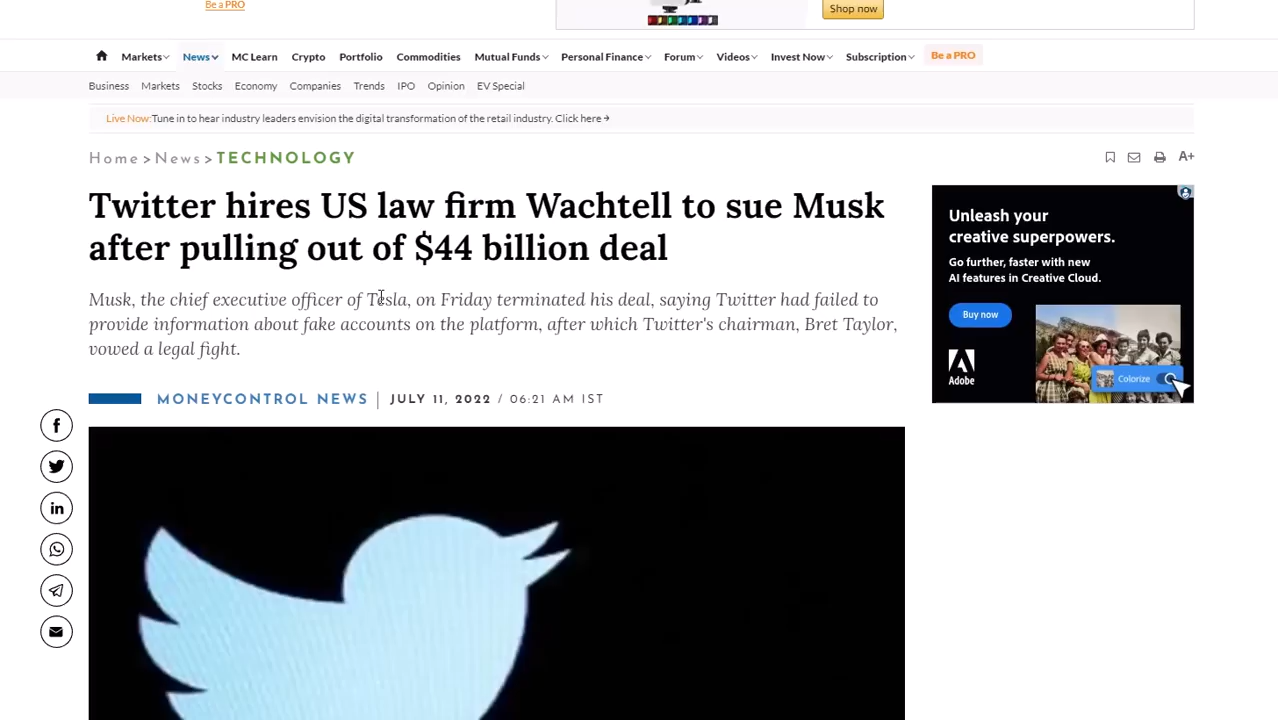 Be a PRO
Shop now
Markets News MC Learn Crypto Portfolio Commodities Mutual Funds Personal Finance Forum Videos Invest Now Subscription Be a PRO
Business Markets Stocks Economy Companies Trends IPO Opinion EV Special
Live Now:Tune in to hear industry leaders envision the digital transformation of the retail industry. Click here
Home > News > TECHNOLOGY
A+
Twitter hires US law firm Wachtell to sue Musk
after pulling out of $44 billion deal
Musk, the chief executive officer of Tesla, on Friday terminated his deal, saying Twitter had failed to
provide information about fake accounts on the platform, after which Twitter's chairman, Bret Taylor,
vowed a legal fight.
MONEYCONTROL NEWS | JULY 11, 2022 / 06:21 AM IST
Unleash your
creative superpowers.
Go further, faster with new
AI features in Creative Cloud.
Buy now
Adobe
Colorize